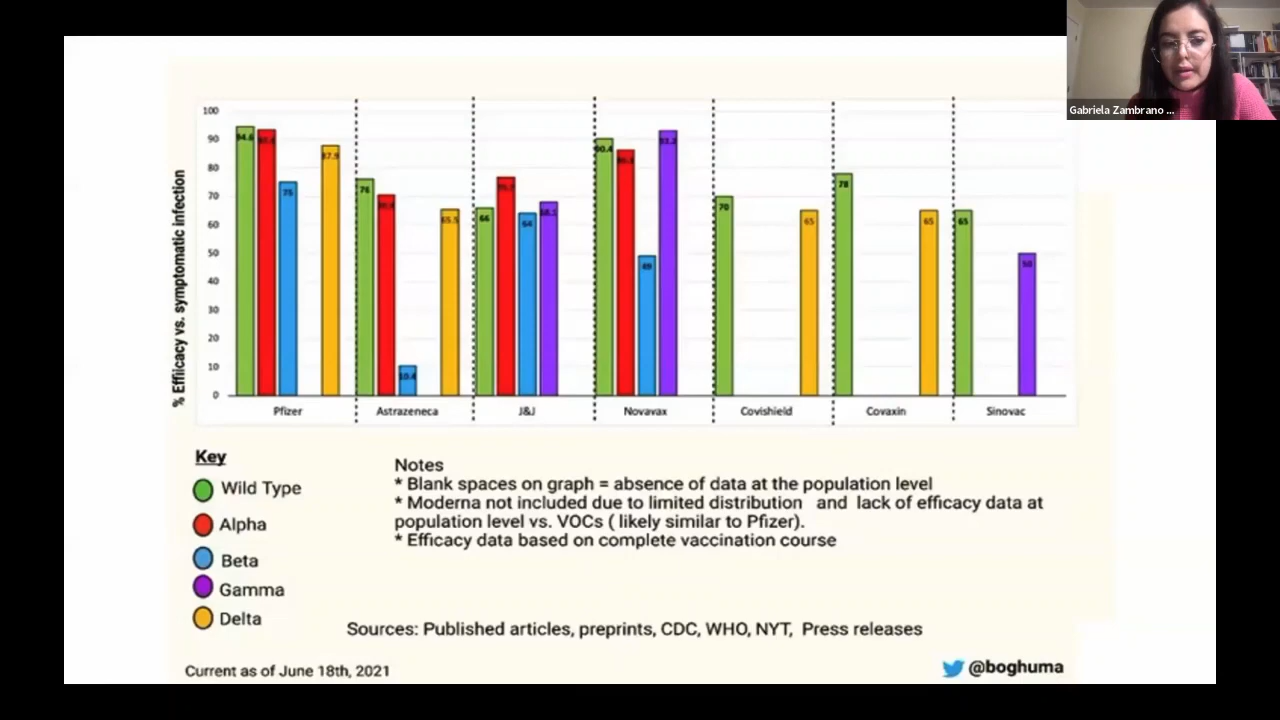 Gabriela Zambrano ...
% Effiicacy vs. symptomatic infection
100
90
80
70
60
50
40
30
20
10
0
94.6
75
87.9
76
10.4
65.5
66
64
68.1
90.4
49
93.2
70
65
78
65
65
50
Pfizer
Astrazeneca
J&J
Novavax
Covishield
Covaxin
Sinovac
Key
Wild Type
Alpha
Beta
Gamma
Delta
Notes
* Blank spaces on graph = absence of data at the population level
* Moderna not included due to limited distribution and lack of efficacy data at
population level vs. VOCs ( likely similar to Pfizer).
* Efficacy data based on complete vaccination course
Sources: Published articles, preprints, CDC, WHO, NYT, Press releases
Current as of June 18th, 2021
@boghuma